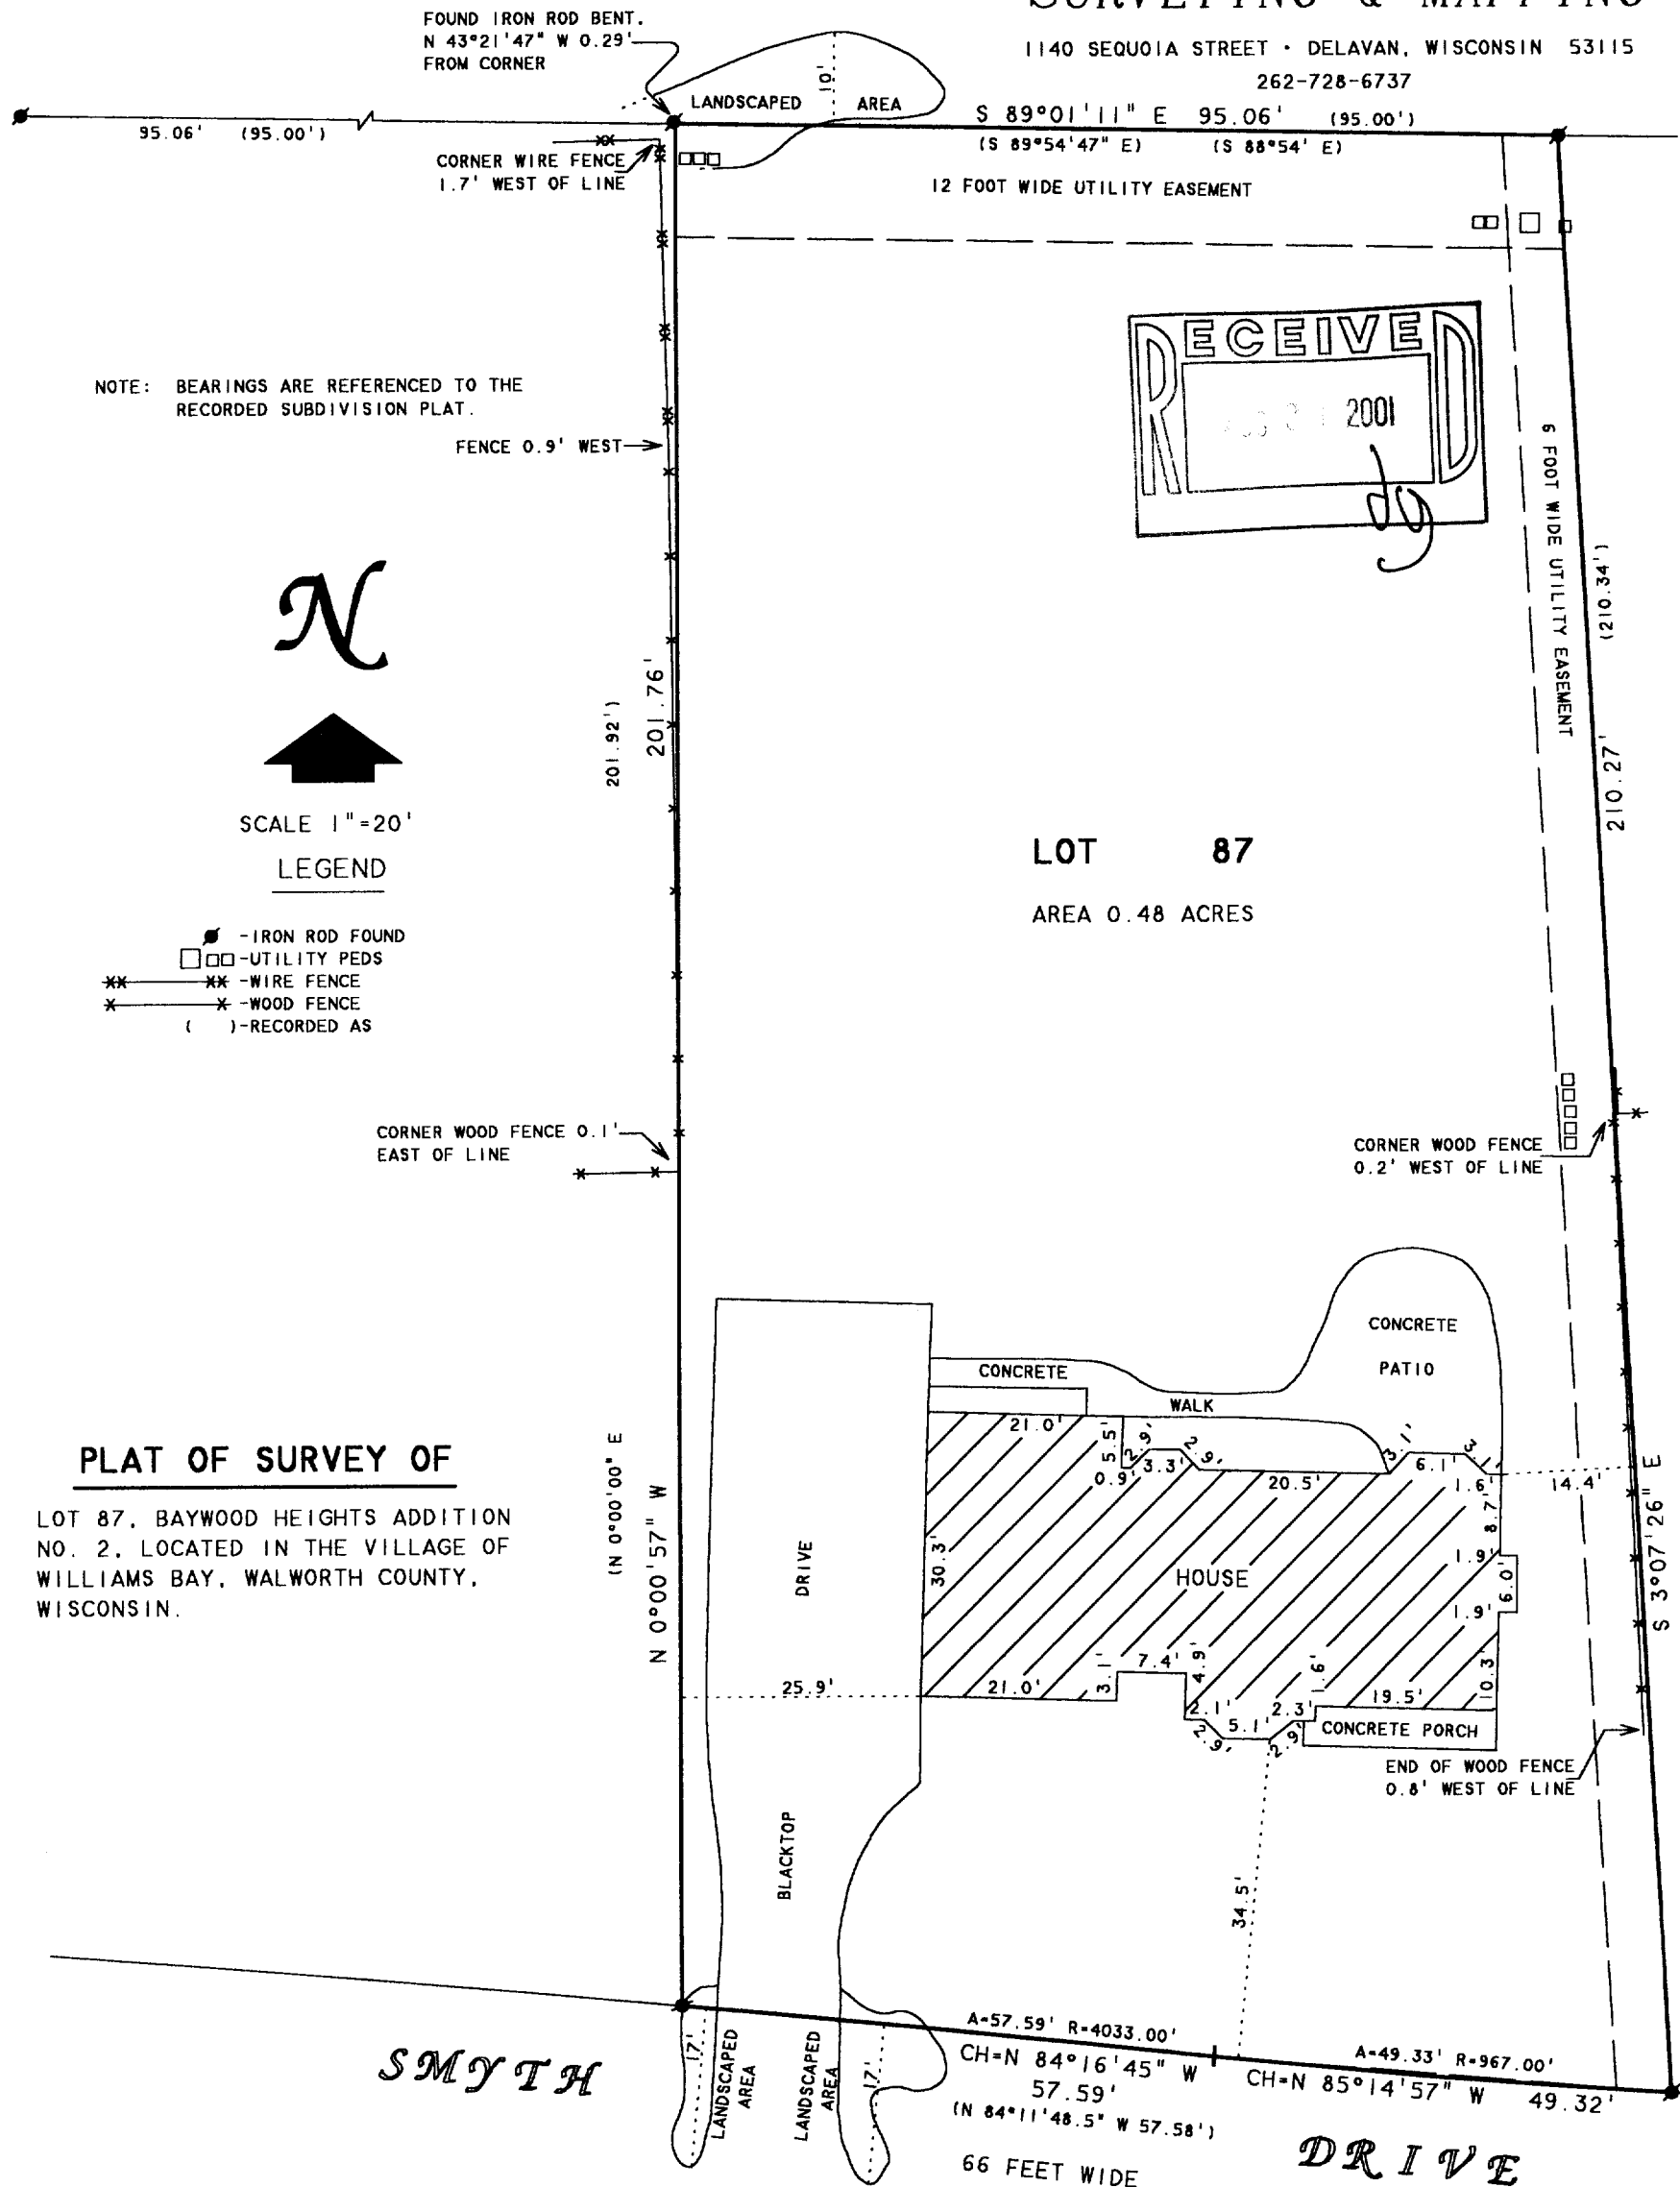 SURVEYING & MAPPING
1140 SEQUOIA STREET · DELAVAN, WISCONSIN 53115
262-728-6737
FOUND IRON ROD BENT.
N 43°21'47" W 0.29'
FROM CORNER
10'
LANDSCAPED AREA
S 89°01'11" E 95.06' (95.00')
(S 89°54'47" E) (S 88°54' E)
95.06' (95.00')
CORNER WIRE FENCE
1.7' WEST OF LINE
12 FOOT WIDE UTILITY EASEMENT
RECEIVED
2001
NOTE: BEARINGS ARE REFERENCED TO THE
RECORDED SUBDIVISION PLAT.
FENCE 0.9' WEST
6 FOOT WIDE UTILITY EASEMENT
(210.34')
210.27'
N
201.92')
201.76'
SCALE 1"=20'
LEGEND
-IRON ROD FOUND
-UTILITY PEDS
XX XX -WIRE FENCE
X X -WOOD FENCE
( )-RECORDED AS
LOT 87
AREA 0.48 ACRES
CORNER WOOD FENCE 0.1'
EAST OF LINE
CORNER WOOD FENCE
0.2' WEST OF LINE
CONCRETE
PATIO
CONCRETE
WALK
PLAT OF SURVEY OF
LOT 87, BAYWOOD HEIGHTS ADDITION
NO. 2, LOCATED IN THE VILLAGE OF
WILLIAMS BAY, WALWORTH COUNTY,
WISCONSIN.
(N 0°00'00" E
N 0°00'57" W
21.0'
5.5'
2.9'
2.9'
3.1'
3.1'
0.9'
3.3'
20.5'
6.1'
1.6'
14.4'
8.7'
S 3°07'26" E
DRIVE
30.3'
HOUSE
1.9'
6.0'
1.9'
25.9'
21.0'
3.1'
7.4'
4.9'
1.6'
19.5'
10.3'
2.1'
5.1'
2.3'
2.9'
2.9'
CONCRETE PORCH
END OF WOOD FENCE
0.8' WEST OF LINE
BLACKTOP
34.5'
A=57.59' R=4033.00'
CH=N 84°16'45" W
57.59'
(N 84°11'48.5" W 57.58')
A=49.33' R=967.00'
CH=N 85°14'57" W 49.32'
17'
LANDSCAPED
AREA
LANDSCAPED
AREA
17'
SMYTH
DRIVE
66 FEET WIDE